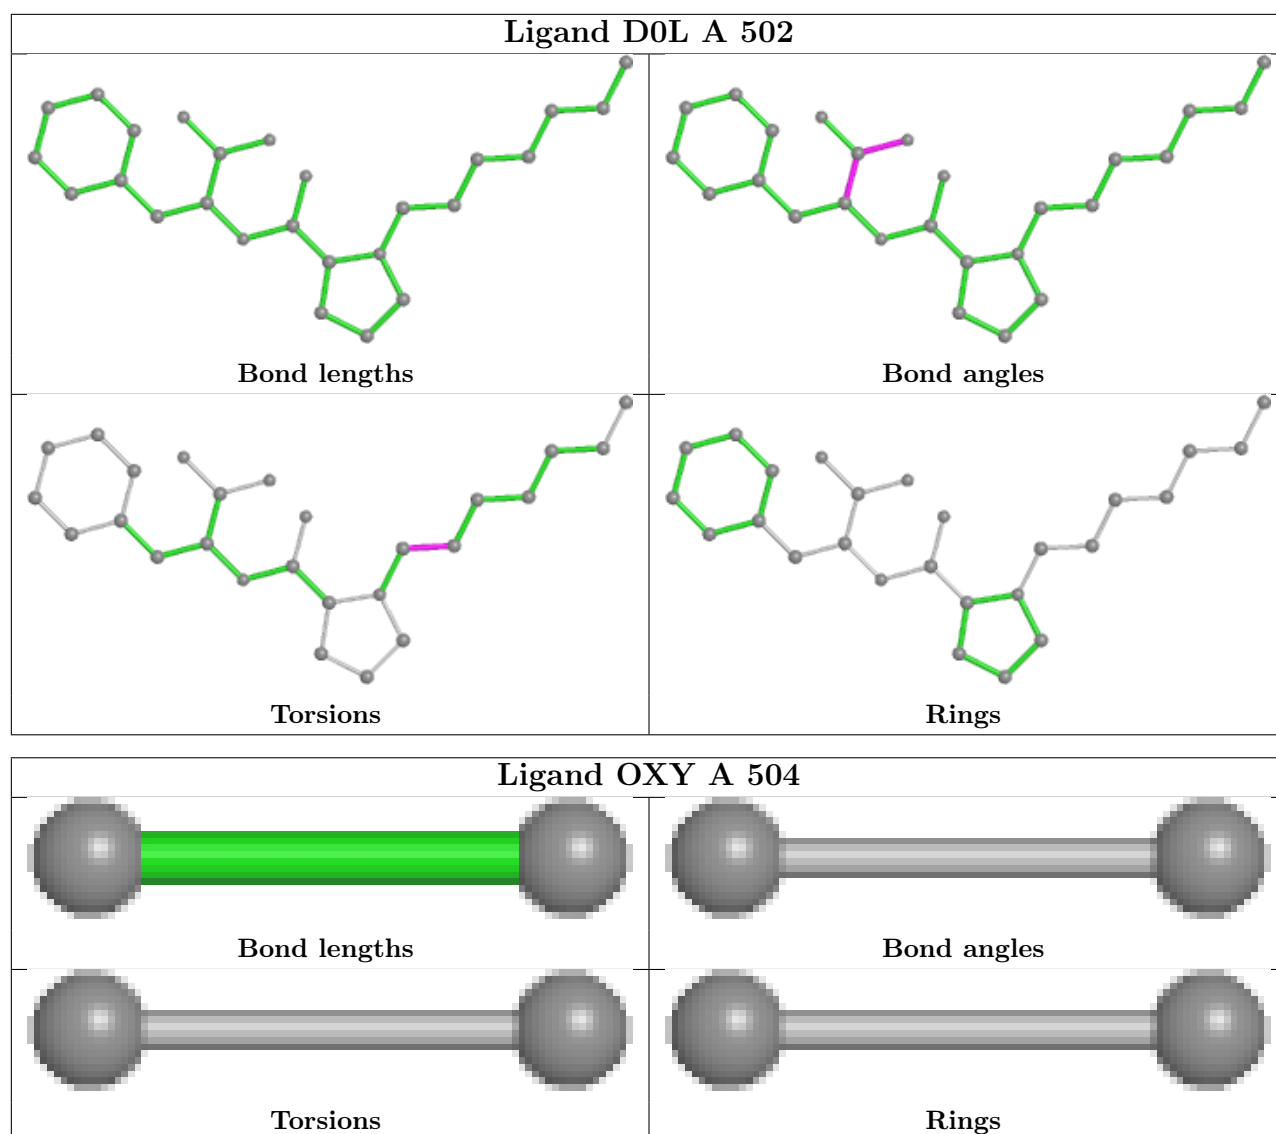 Ligand D0L A 502
Bond lengths
Bond angles
Torsions
Rings
Ligand OXY A 504
Bond lengths
Bond angles
Torsions
Rings